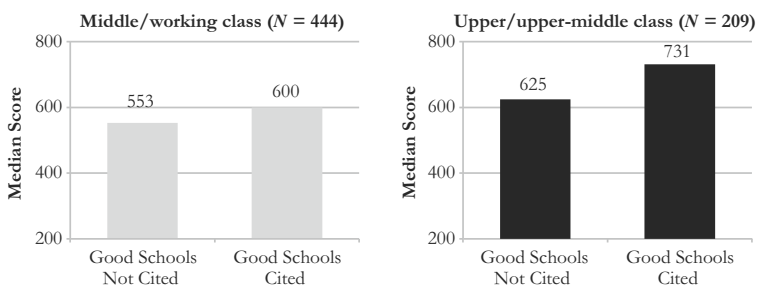 Middle/working class (N = 444)
800
600
400
200
Median Score
553
600
Good Schools
Not Cited
Good Schools
Cited
Upper/upper-middle class (N = 209)
800
600
400
200
Median Score
625
731
Good Schools
Not Cited
Good Schools
Cited